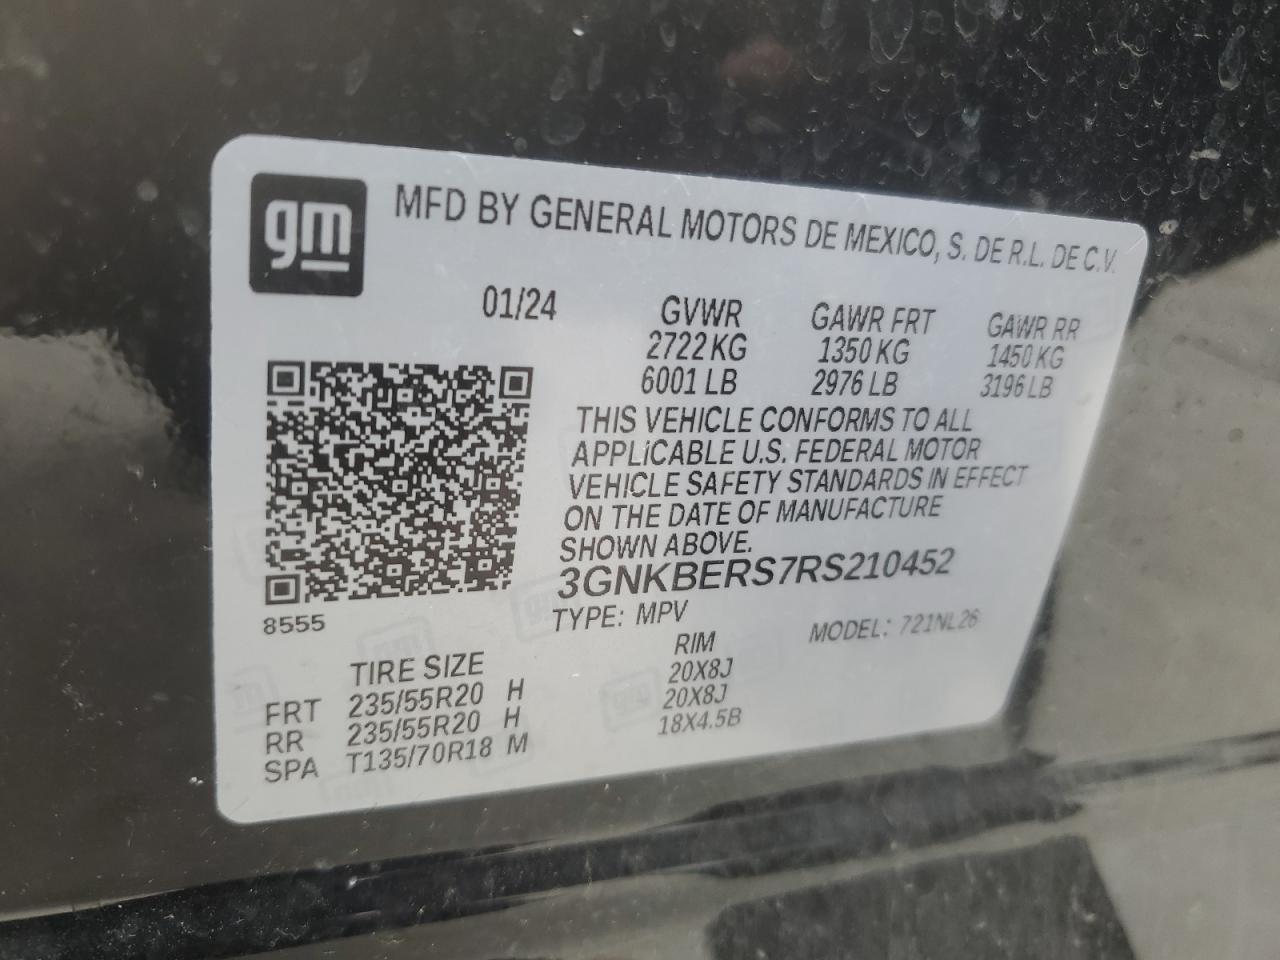 gm
MFD BY GENERAL MOTORS DE MEXICO, S. DE R.L. DE C.V.
01/24 GVWR GAWR FRT GAWR RR
2722 KG 1350 KG 1450 KG
6001 LB 2976 LB 3196 LB
THIS VEHICLE CONFORMS TO ALL
APPLICABLE U.S. FEDERAL MOTOR
VEHICLE SAFETY STANDARDS IN EFFECT
ON THE DATE OF MANUFACTURE
SHOWN ABOVE.
3GNKBERS7RS210452
8555 TYPE: MPV MODEL: 721NL26
TIRE SIZE RIM
FRT 235/55R20 H 20X8J
RR 235/55R20 H 20X8J
SPA T135/70R18 M 18X4.5B